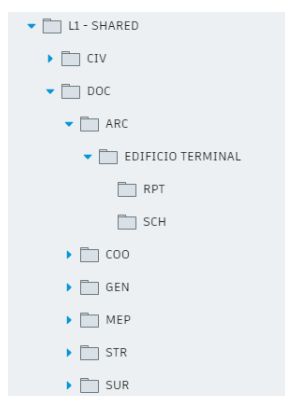 L1 - SHARED
CIV
DOC
ARC
EDIFICIO TERMINAL
RPT
SCH
COO
GEN
MEP
STR
SUR